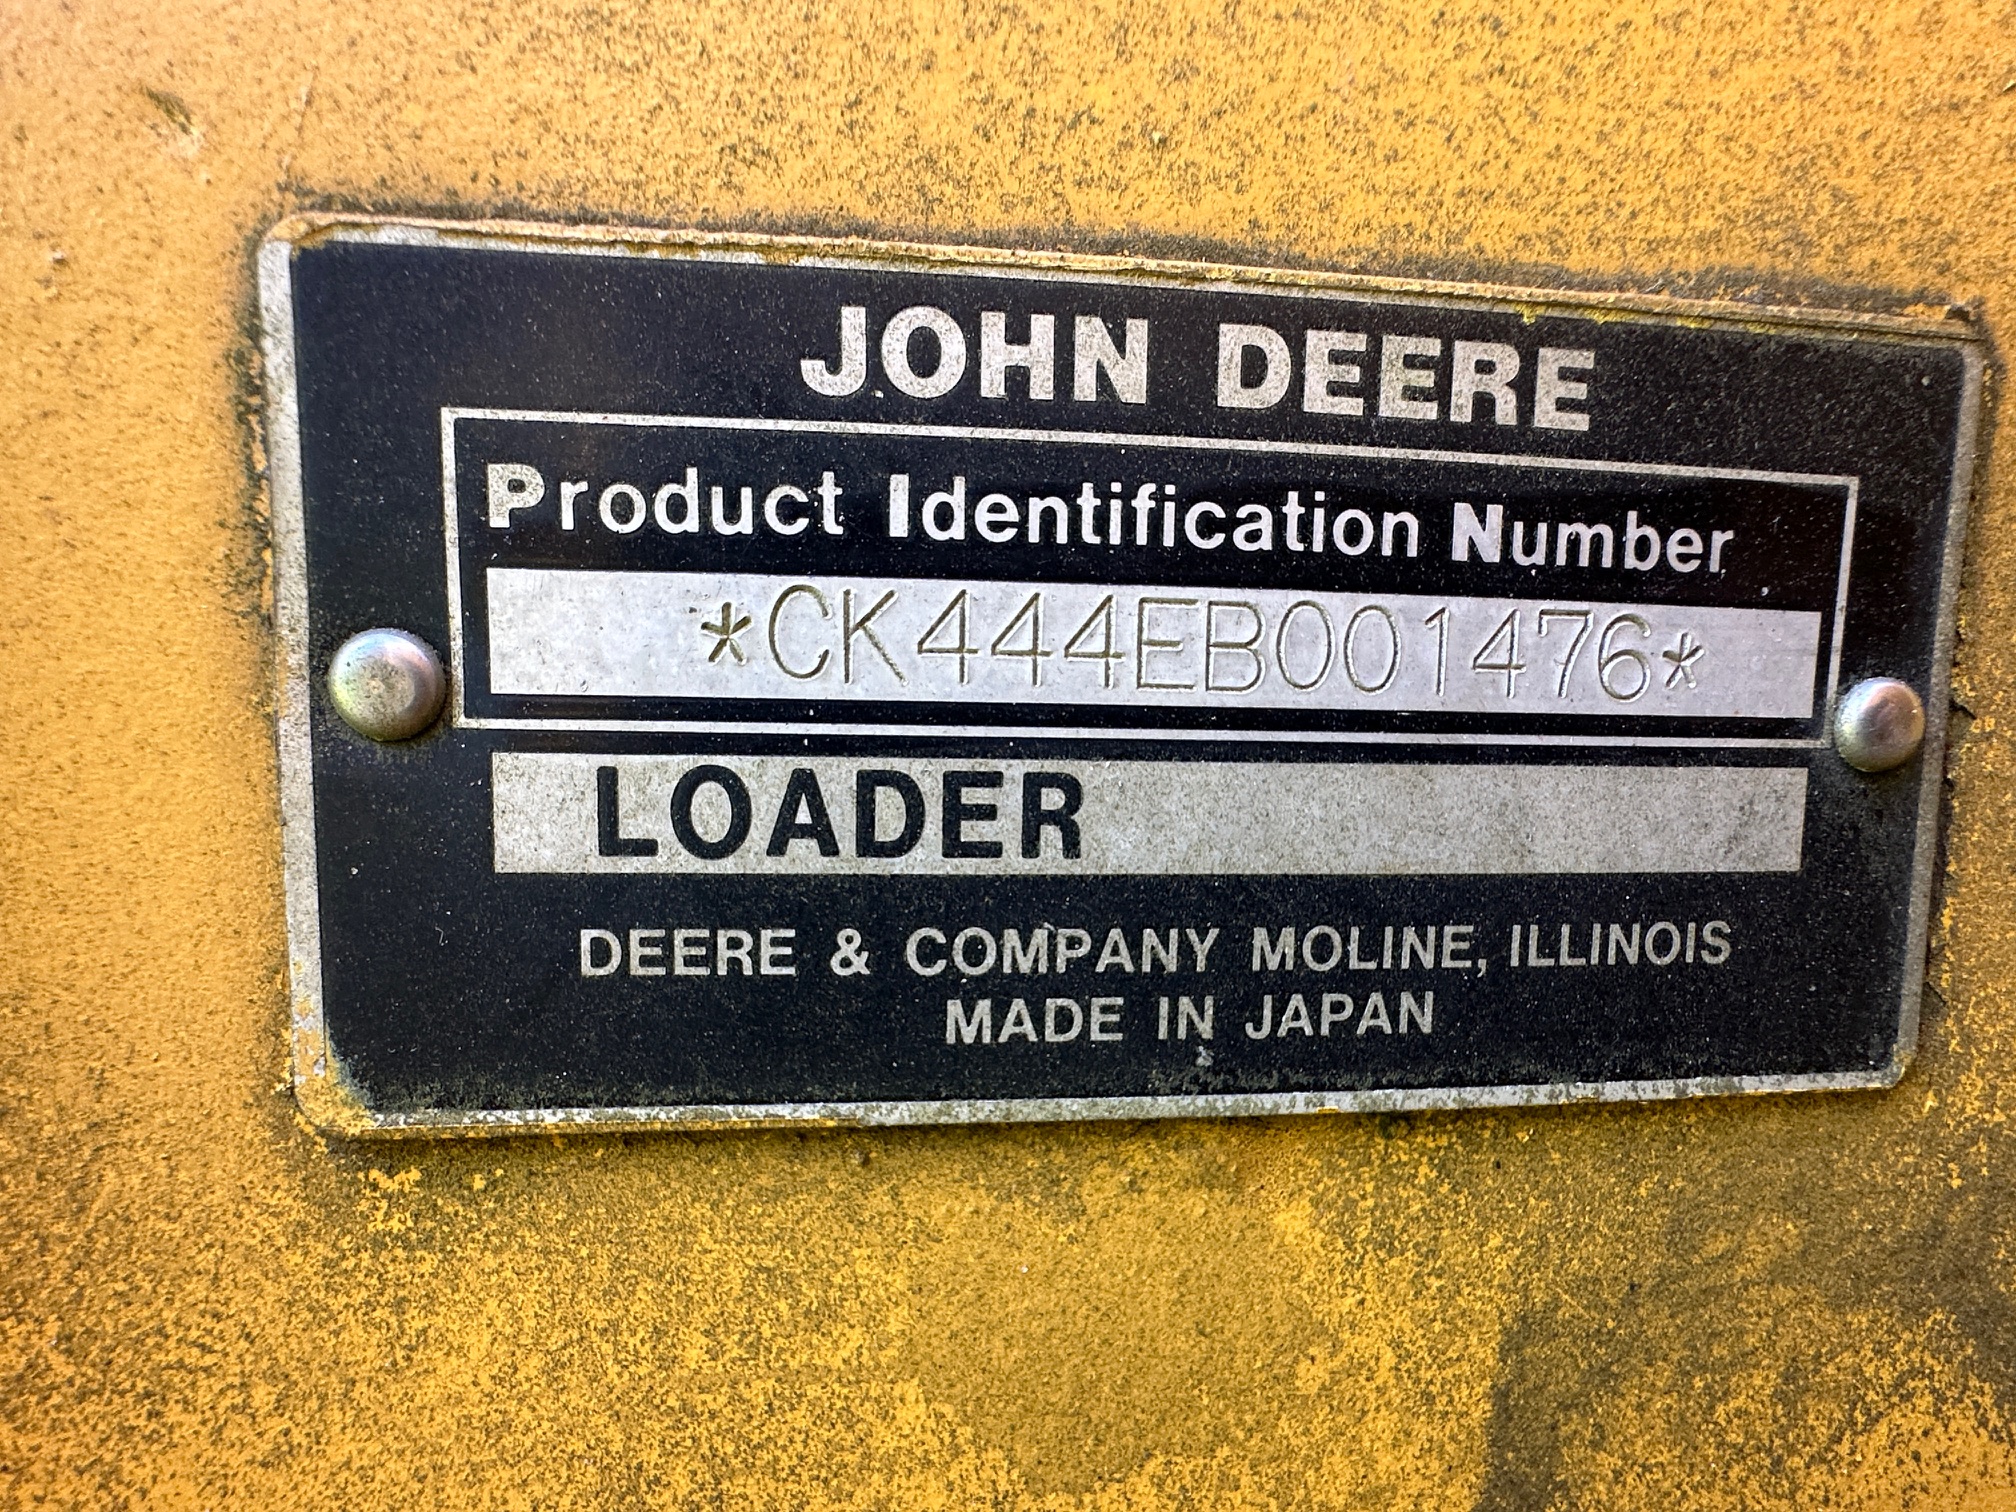 JOHN DEERE
Product Identification Number
*CK444EB001476*
LOADER
DEERE & COMPANY MOLINE, ILLINOIS
MADE IN JAPAN